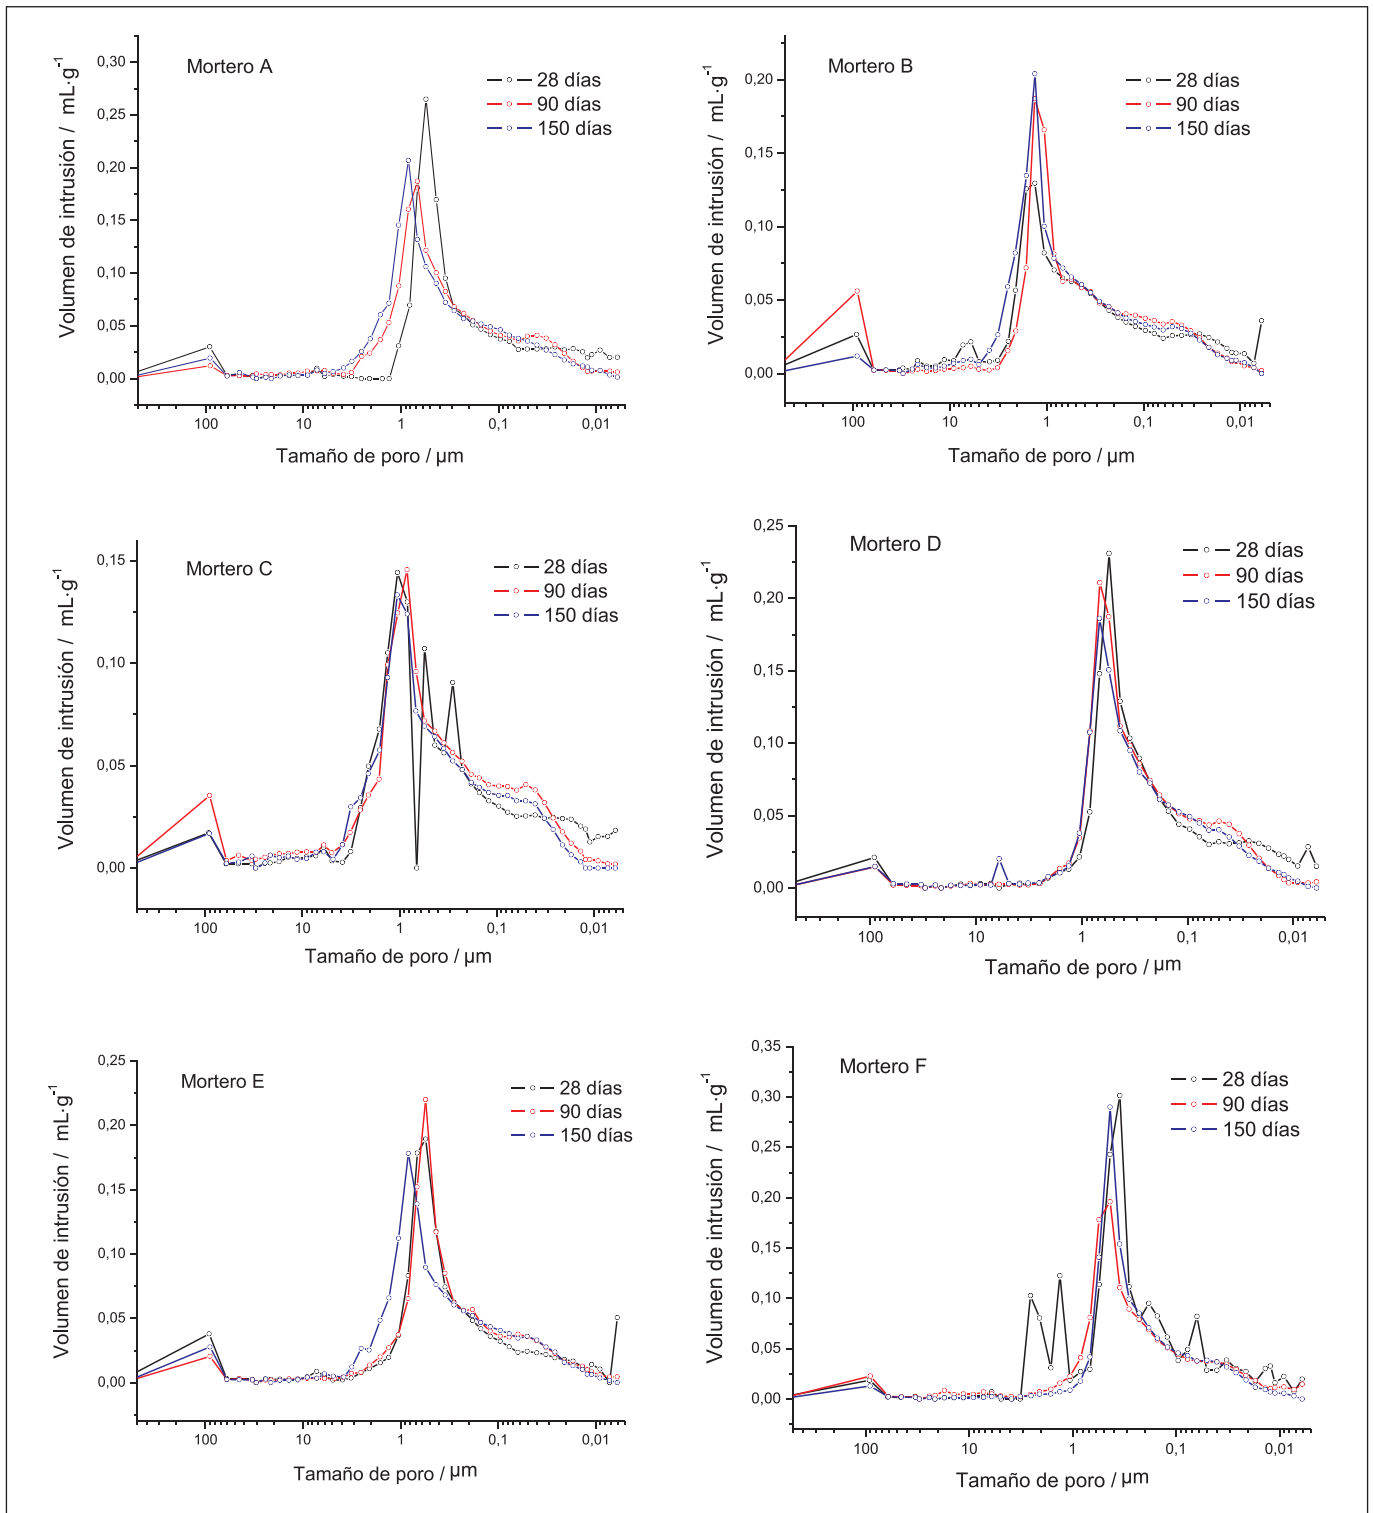 Mortero A
28 días
90 días
150 días
Volumen de intrusión / mL·g⁻¹
0,30
0,25
0,20
0,15
0,10
0,05
0,00
100
10
1
0,1
0,01
Tamaño de poro / µm
Mortero B
28 días
90 días
150 días
Volumen de intrusión / mL·g⁻¹
0,20
0,15
0,10
0,05
0,00
100
10
1
0,1
0,01
Tamaño de poro / µm
Mortero C
28 días
90 días
150 días
Volumen de intrusión / mL·g⁻¹
0,15
0,10
0,05
0,00
100
10
1
0,1
0,01
Tamaño de poro / µm
Mortero D
28 días
90 días
150 días
Volumen de intrusión / mL·g⁻¹
0,25
0,20
0,15
0,10
0,05
0,00
100
10
1
0,1
0,01
Tamaño de poro / µm
Mortero E
28 días
90 días
150 días
Volumen de intrusión / mL·g⁻¹
0,25
0,20
0,15
0,10
0,05
0,00
100
10
1
0,1
0,01
Tamaño de poro / µm
Mortero F
28 días
90 días
150 días
Volumen de intrusión / mL·g⁻¹
0,35
0,30
0,25
0,20
0,15
0,10
0,05
0,00
100
10
1
0,1
0,01
Tamaño de poro / µm